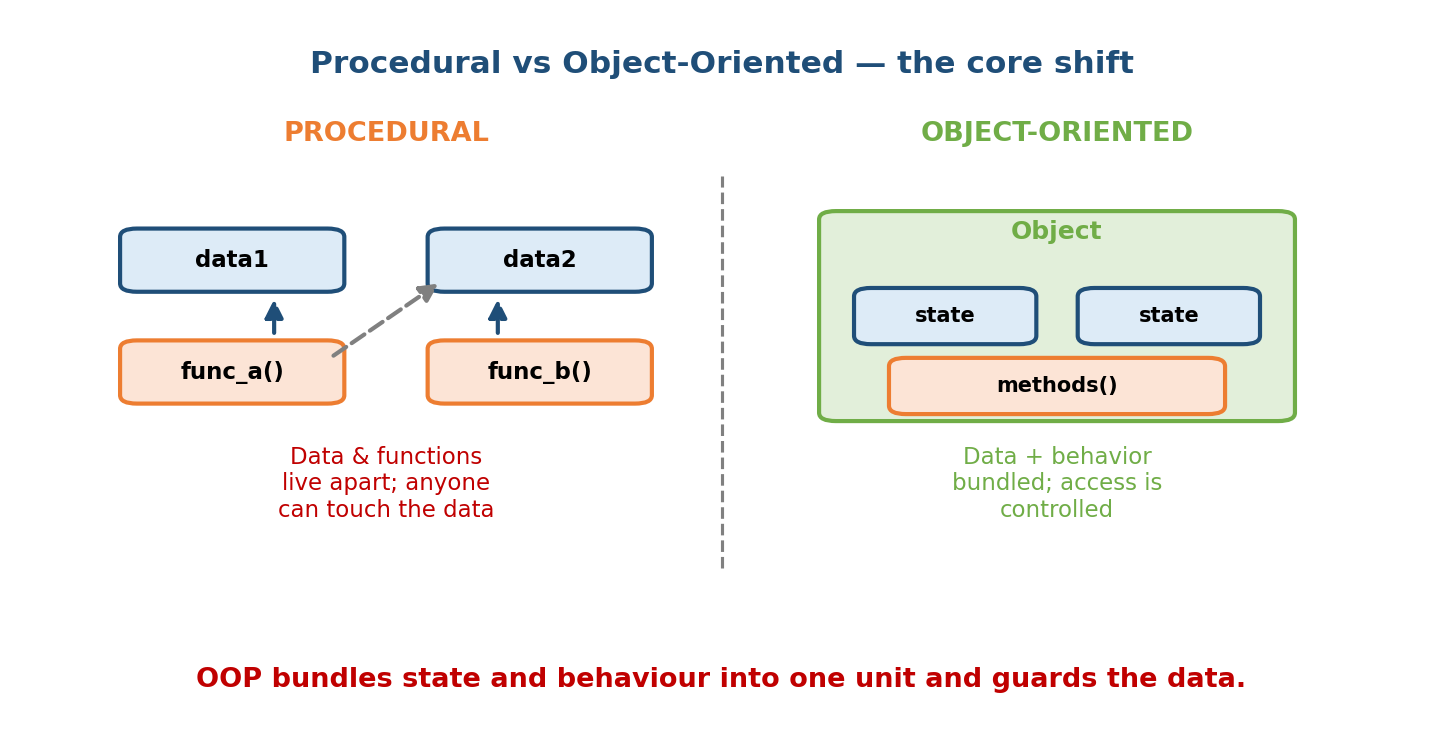 Procedural vs Object-Oriented — the core shift
PROCEDURAL
OBJECT-ORIENTED
data1
data2
func_a()
func_b()
Data & functions
live apart; anyone
can touch the data
Object
state
state
methods()
Data + behavior
bundled; access is
controlled
OOP bundles state and behaviour into one unit and guards the data.